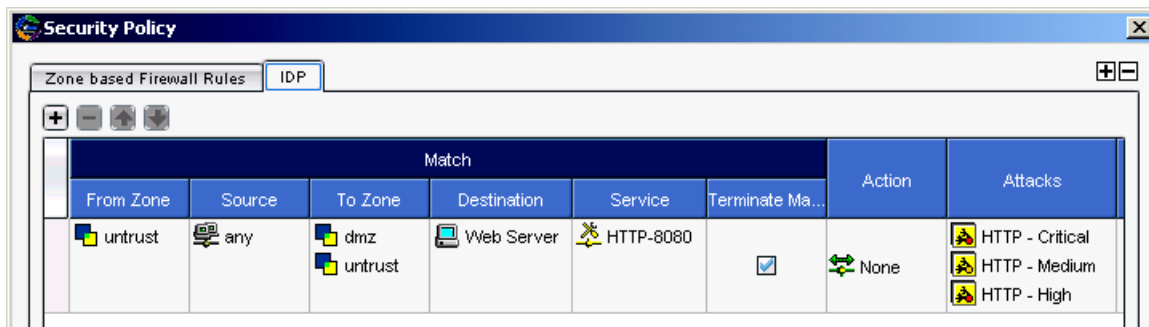 Security Policy
Zone based Firewall Rules IDP
Match Action Attacks
From Zone Source To Zone Destination Service Terminate Ma...
untrust any dmz Web Server HTTP-8080 None HTTP - Critical
untrust HTTP - Medium
HTTP - High